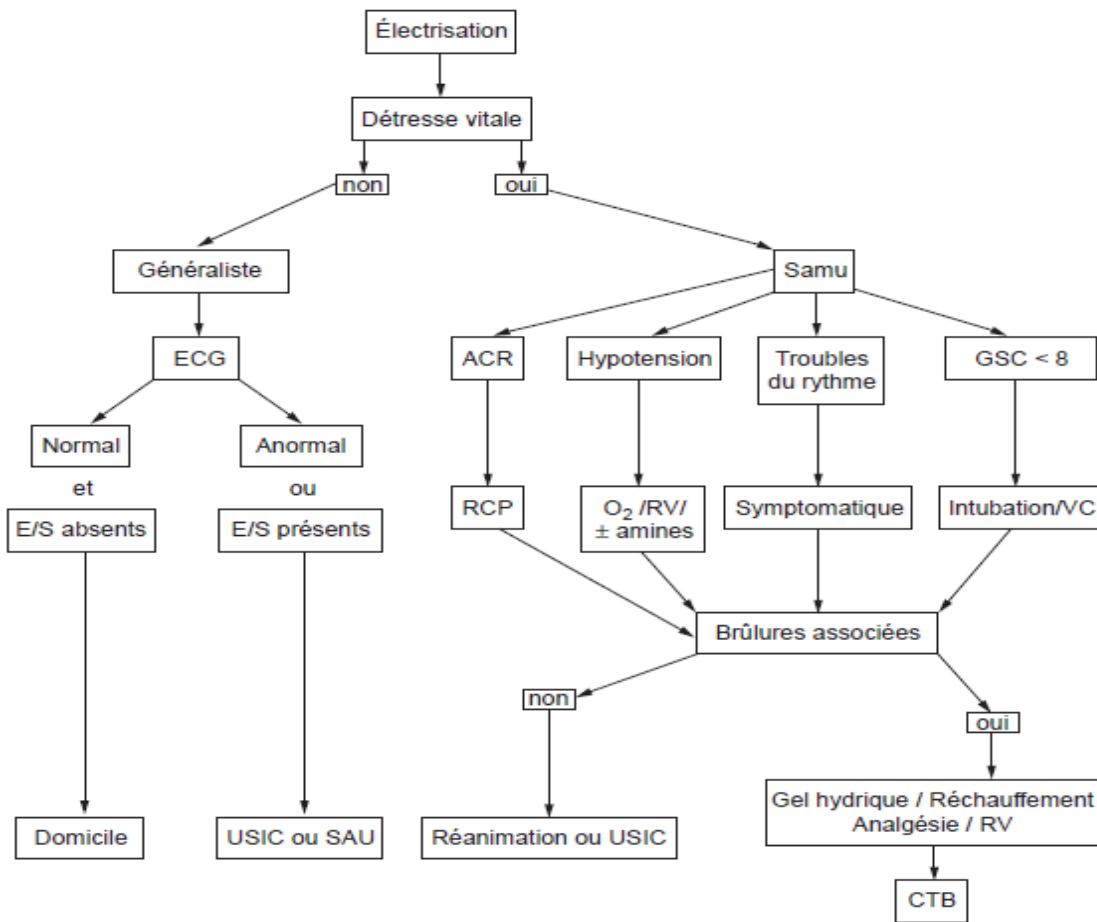 Électrisation
Détresse vitale
non
oui
Généraliste
Samu
ECG
ACR
Hypotension
Troubles
du rythme
GSC < 8
Normal
Anormal
et
ou
E/S absents
E/S présents
RCP
O₂ /RV/
± amines
Symptomatique
Intubation/VC
Brûlures associées
non
oui
Domicile
USIC ou SAU
Réanimation ou USIC
Gel hydrique / Réchauffement
Analgésie / RV
CTB